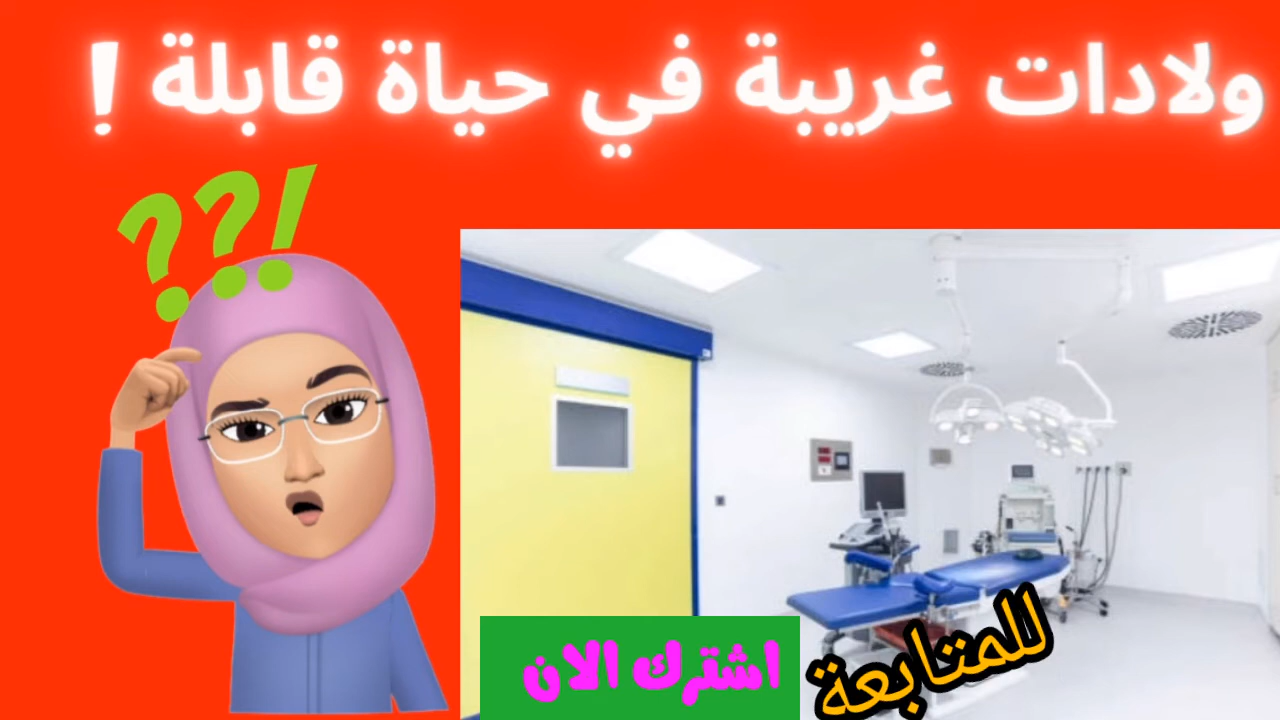 ولادات غريبة في حياة قابلة !
??!
للمتابعة
اشترك الان